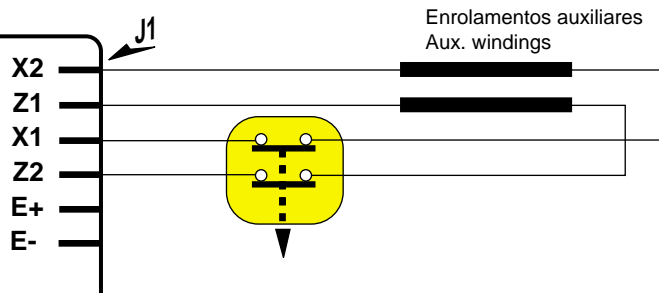 Enrolamentos auxiliares
Aux. windings
J1
X2
Z1
X1
Z2
E+
E-